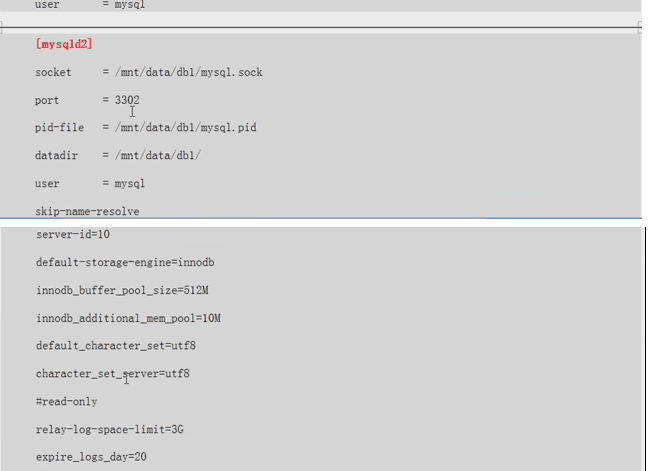 user = mysql
[mysqld2]
socket = /mnt/data/db1/mysql.sock
port = 3302
pid-file = /mnt/data/db1/mysql.pid
datadir = /mnt/data/db1/
user = mysql
skip-name-resolve
server-id=10
default-storage-engine=innodb
innodb_buffer_pool_size=512M
innodb_additional_mem_pool=10M
default_character_set=utf8
character_set_server=utf8
#read-only
relay-log-space-limit=3G
expire_logs_day=20